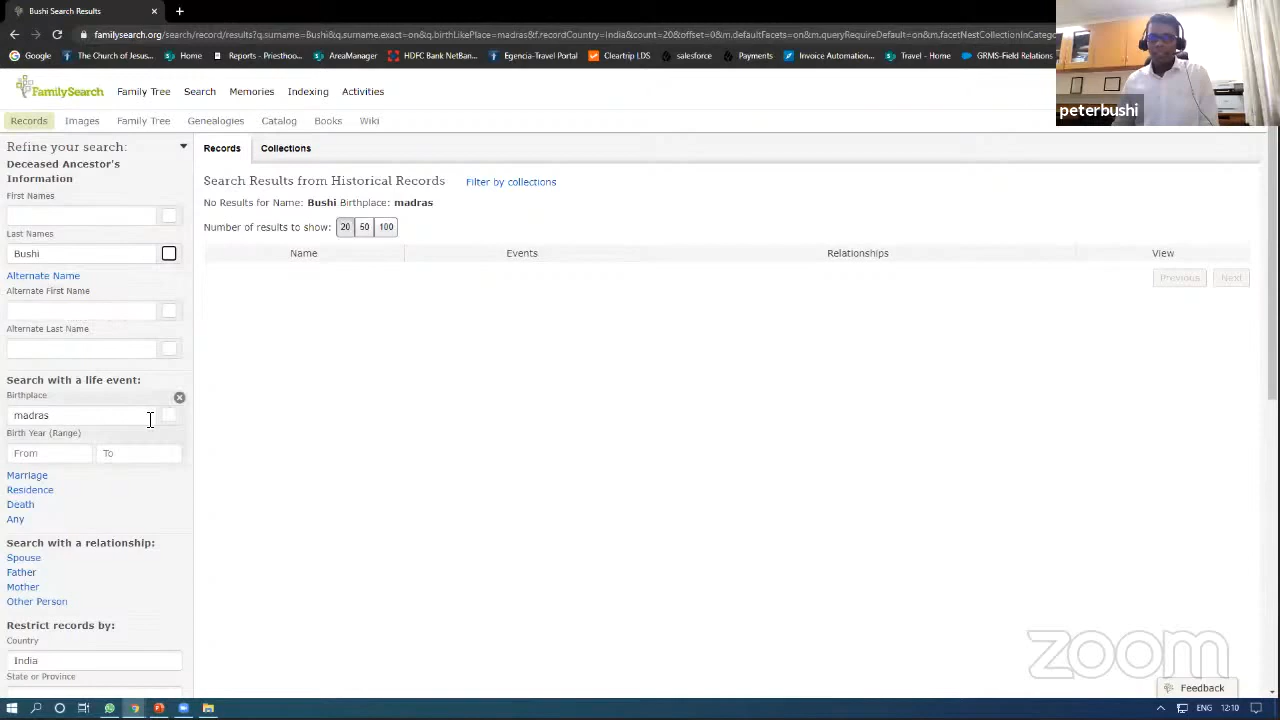 Bushi Search Results
familysearch.org/search/record/results?q.surname=Bushi&q.surname.exact=on&q.birthLikePlace=madras&f.recordCountry=India&count=20&offset=0&m.defaultFacets=on&m.queryRequireDefault=on&m.facetNestCollectionInCateg
Google The Church of Jesus... Home Reports - Priesthoo... AreaManager HDFC Bank NetBan... Egencia-Travel Portal Cleartrip LDS salesforce Payments Invoice Automation... Travel - Home GRMS-Field Relations
FamilySearch Family Tree Search Memories Indexing Activities
peterbushi
Records Images Family Tree Genealogies Catalog Books Wiki
Refine your search:
Deceased Ancestor's
Information
First Names
Last Names
Bushi
Alternate Name
Alternate First Name
Alternate Last Name
Search with a life event:
Birthplace
madras
Birth Year (Range)
From To
Marriage
Residence
Death
Any
Search with a relationship:
Spouse
Father
Mother
Other Person
Restrict records by:
Country
India
State or Province
Records Collections
Search Results from Historical Records Filter by collections
No Results for Name: Bushi Birthplace: madras
Number of results to show: 20 50 100
Name Events Relationships View
Previous Next
zoom
Feedback
ENG 12:10